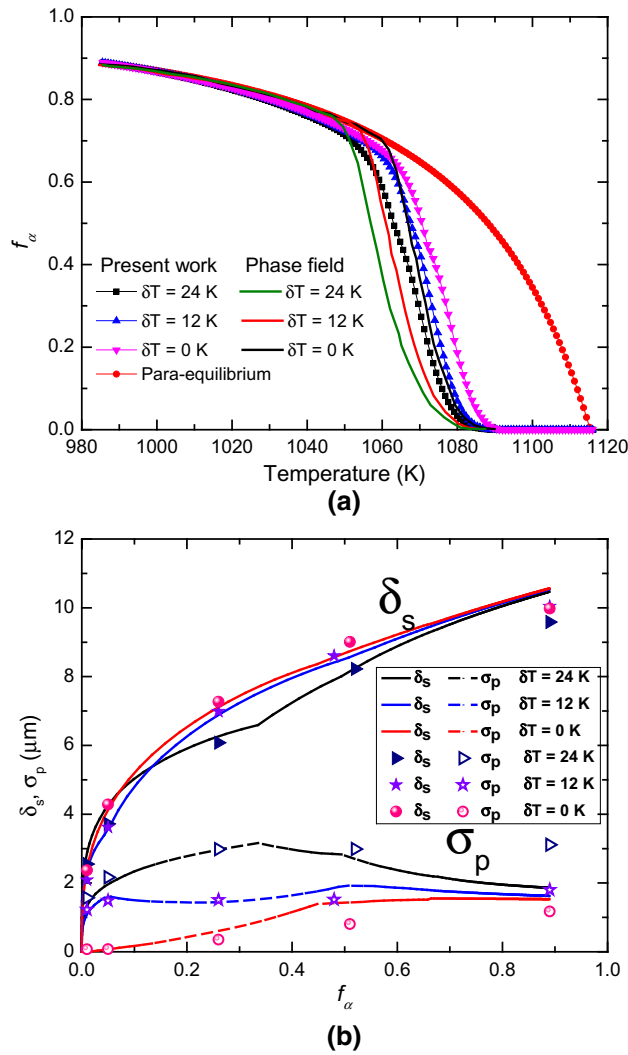 1.0
0.8
0.6
0.4
0.2
0.0
f_α
Present work Phase field
δT = 24 K δT = 24 K
δT = 12 K δT = 12 K
δT = 0 K δT = 0 K
Para-equilibrium
980 1000 1020 1040 1060 1080 1100 1120
Temperature (K)
(a)
12
10
8
6
4
2
0
δ_s, σ_p (μm)
δ_s
δ_s σ_p δT = 24 K
δ_s σ_p δT = 12 K
δ_s σ_p δT = 0 K
δ_s σ_p δT = 24 K
δ_s σ_p δT = 12 K
δ_s σ_p δT = 0 K
σ_p
0.0 0.2 0.4 0.6 0.8 1.0
f_α
(b)